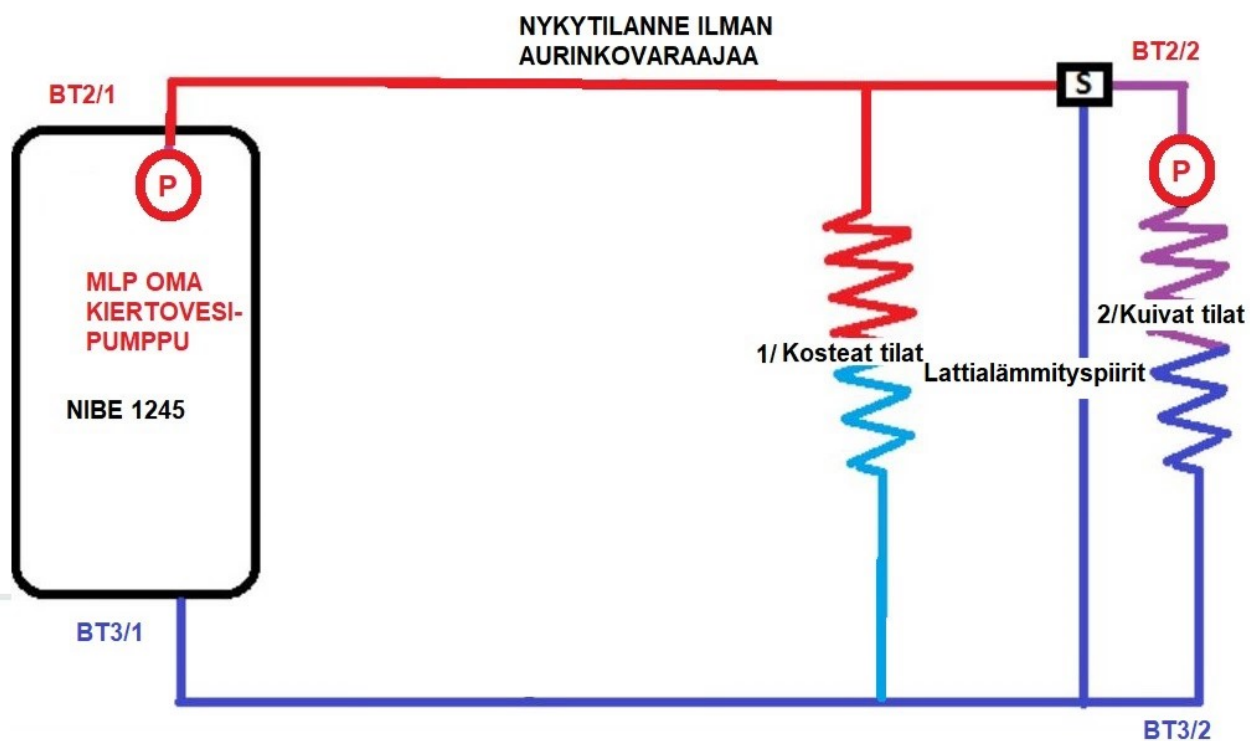 NYKYTILANNE ILMAN
AURINKOVARAAJAA
BT2/1
BT2/2
S
P
P
MLP OMA
KIERTOVESI-
PUMPPU
NIBE 1245
2/Kuivat tilat
1/ Kosteat tilat
Lattialämmityspiirit
BT3/1
BT3/2